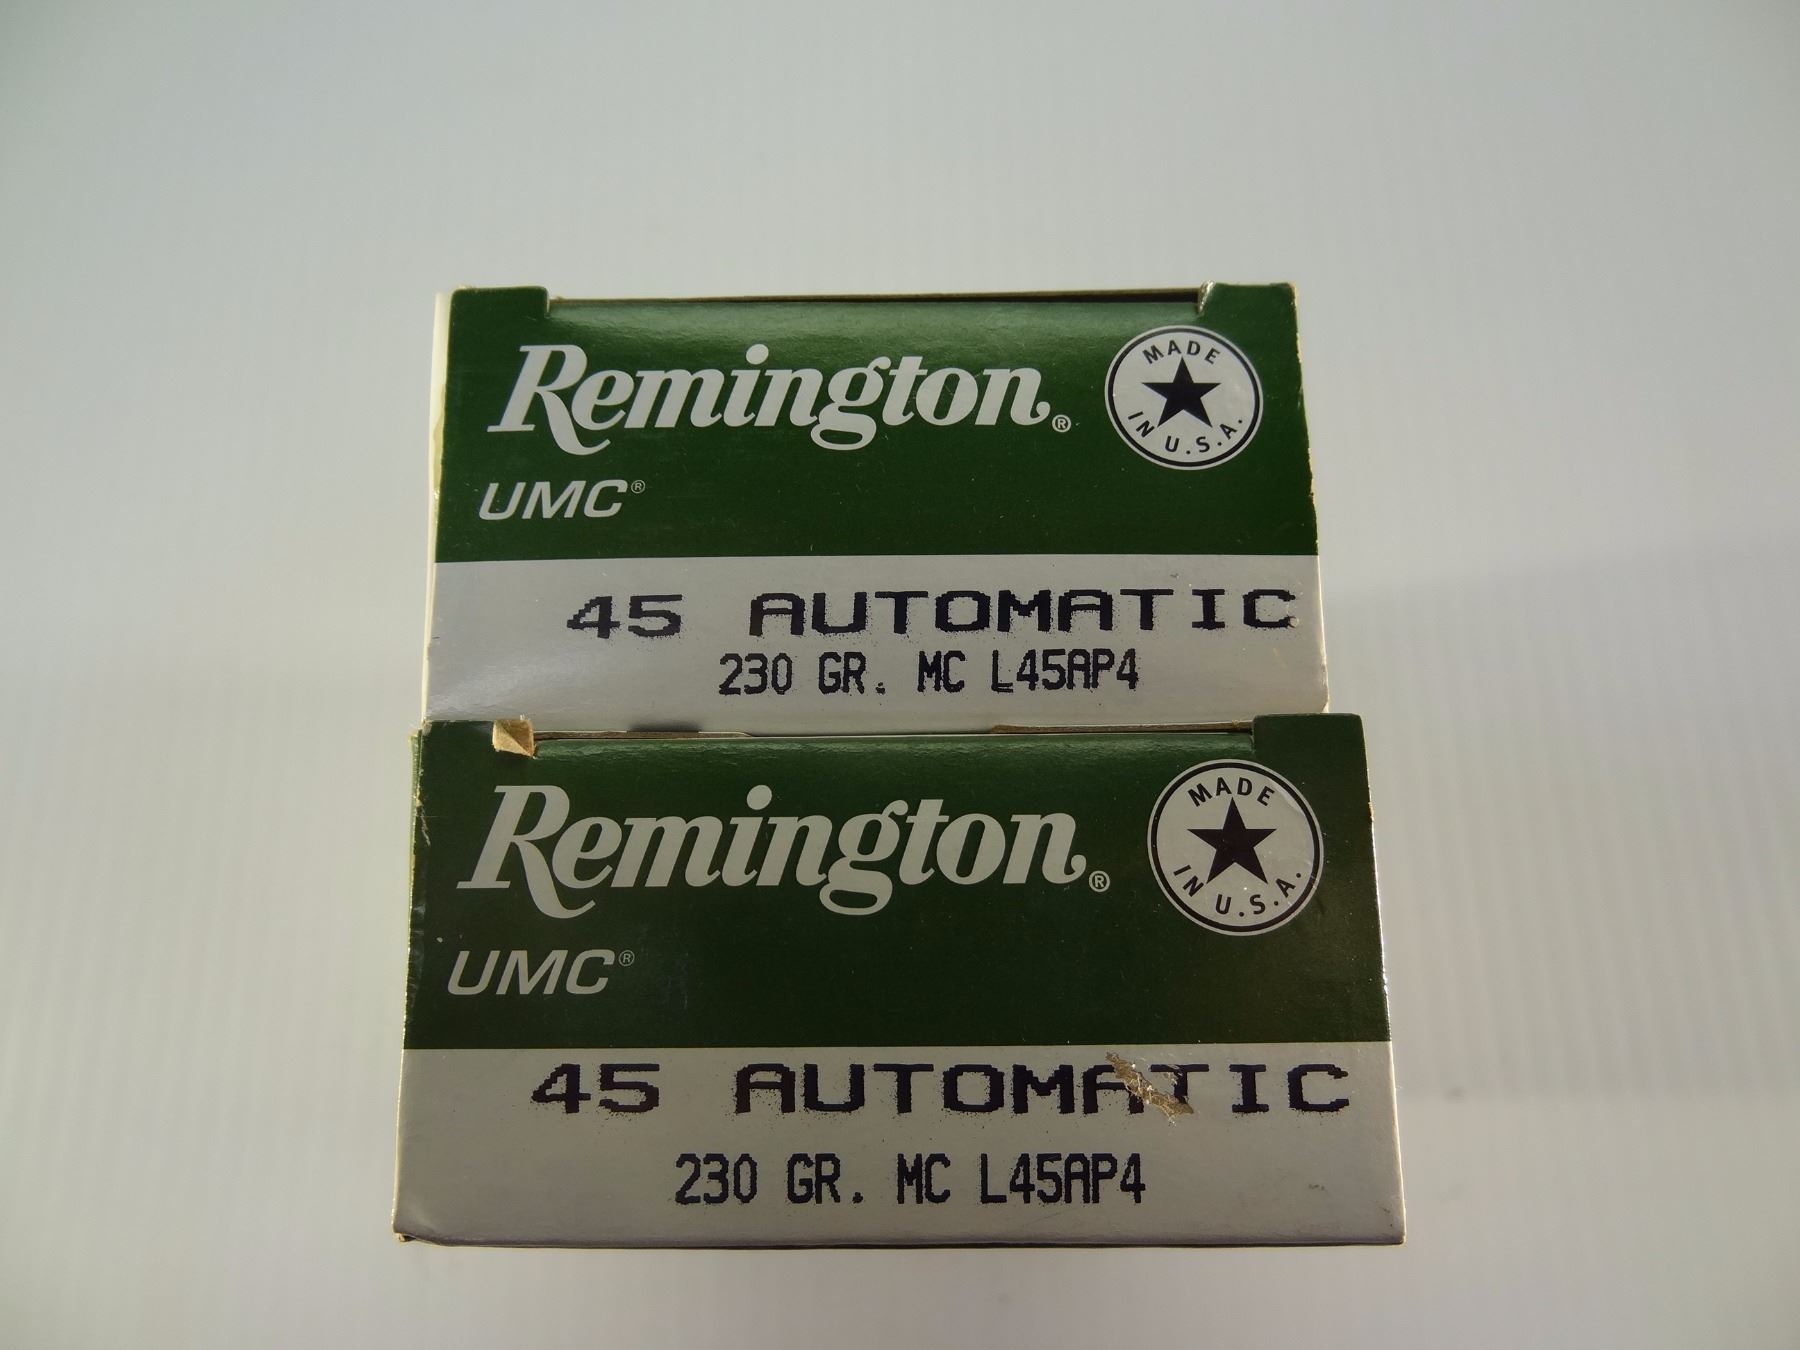 Remington®
MADE IN U.S.A.
UMC®
45 AUTOMATIC
230 GR. MC L45AP4
Remington®
MADE IN U.S.A.
UMC®
45 AUTOMATIC
230 GR. MC L45AP4